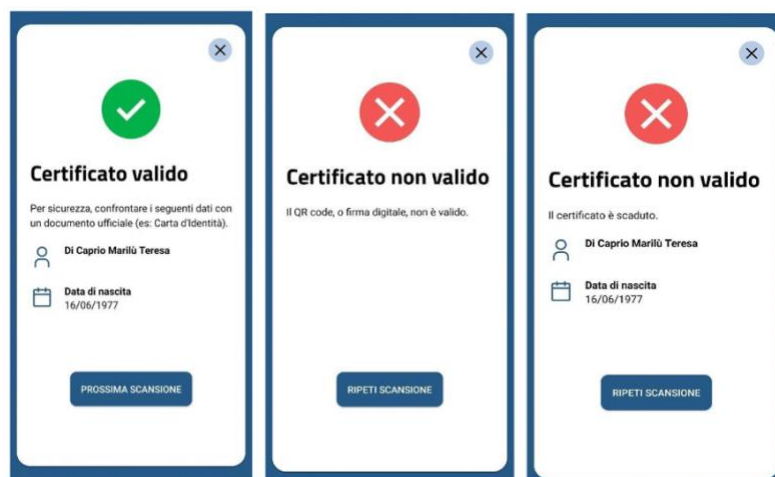 Certificato valido
Per sicurezza, confrontare i seguenti dati con
un documento ufficiale (es: Carta d'Identità).
Di Caprio Marilù Teresa
Data di nascita
16/06/1977
PROSSIMA SCANSIONE
Certificato non valido
Il QR code, o firma digitale, non è valido.
RIPETI SCANSIONE
Certificato non valido
Il certificato è scaduto.
Di Caprio Marilù Teresa
Data di nascita
16/06/1977
RIPETI SCANSIONE